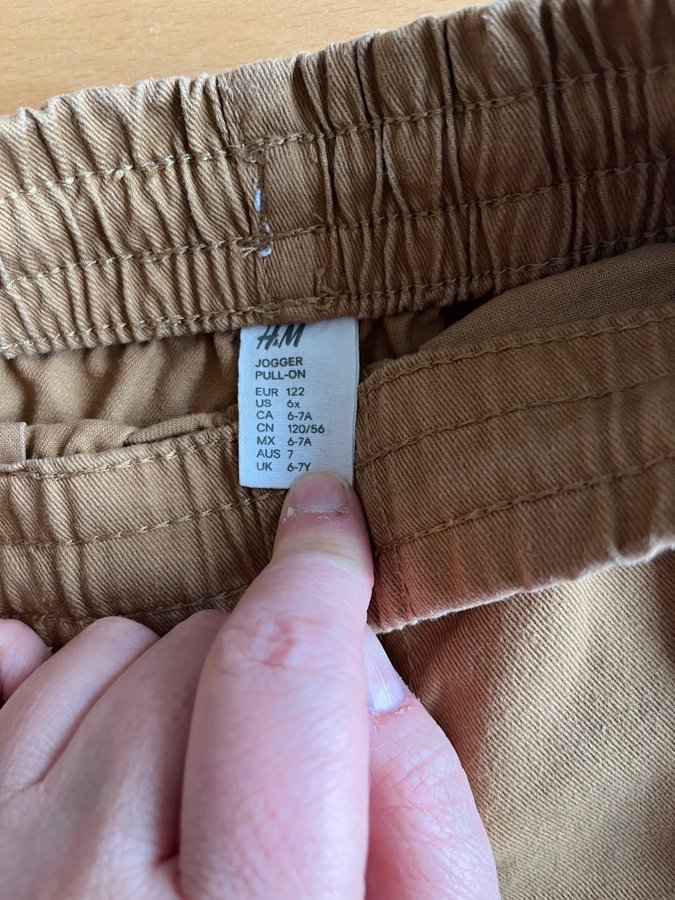 H&M
JOGGER
PULL-ON
EUR 122
US 6x
CA 6-7A
CN 120/56
MX 6-7A
AUS 7
UK 6-7Y